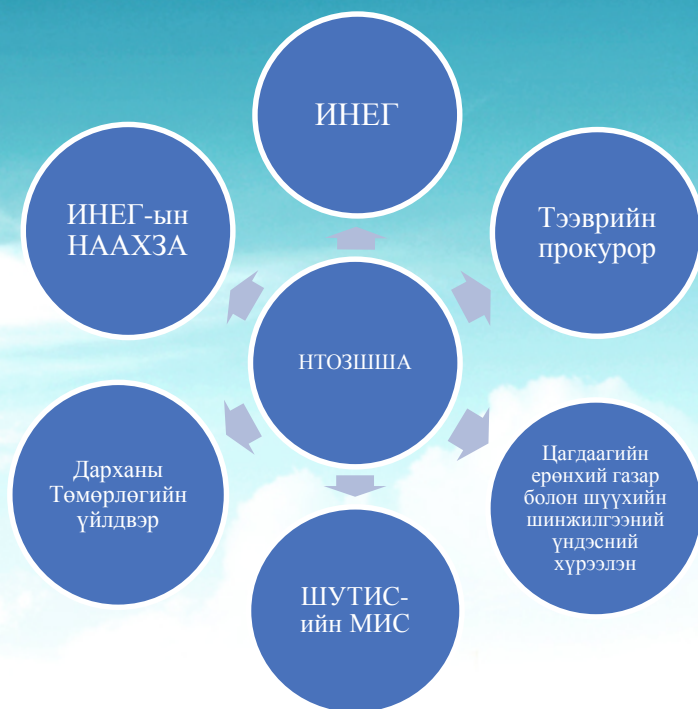 ИНЕГ
ИНЕГ-ын
НААХЗА
Тээврийн
прокурор
НТОЗШША
Дарханы
Төмөрлөгийн
үйлдвэр
Цагдаагийн
ерөнхий газар
болон шүүхийн
шинжилгээний
үндэсний
хүрээлэн
ШУТИС-
ийн МИС